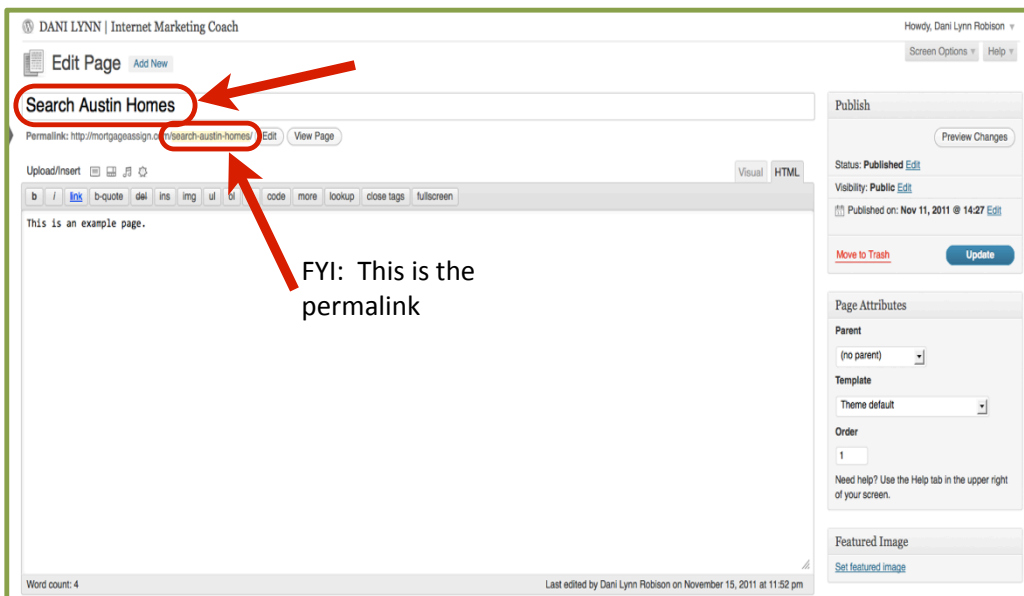 DANI LYNN | Internet Marketing Coach
Howdy, Dani Lynn Robison
Edit Page Add New
Screen Options Help
Search Austin Homes
Permalink: http://mortgageassign.com/search-austin-homes/ Edit View Page
Upload/Insert
Visual HTML
b i link b-quote del ins img ul ol code more lookup close tags fullscreen
This is an example page.
FYI: This is the
permalink
Word count: 4
Last edited by Dani Lynn Robison on November 15, 2011 at 11:52 pm
Publish
Preview Changes
Status: Published Edit
Visibility: Public Edit
Published on: Nov 11, 2011 @ 14:27 Edit
Move to Trash Update
Page Attributes
Parent
(no parent)
Template
Theme default
Order
1
Need help? Use the Help tab in the upper right
of your screen.
Featured Image
Set featured image